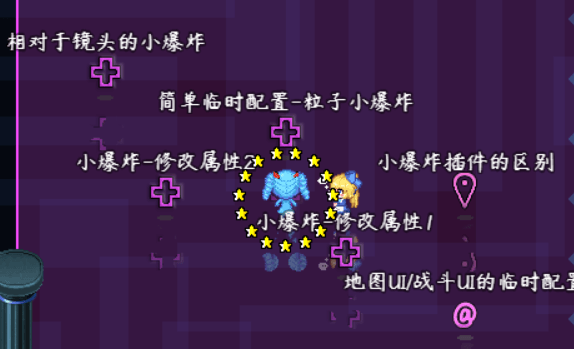 相对于镜头的小爆炸
简单临时配置-粒子小爆炸
小爆炸-修改属性2
小爆炸插件的区别
小爆炸-修改属性1
地图UI/战斗UI的临时配置
@